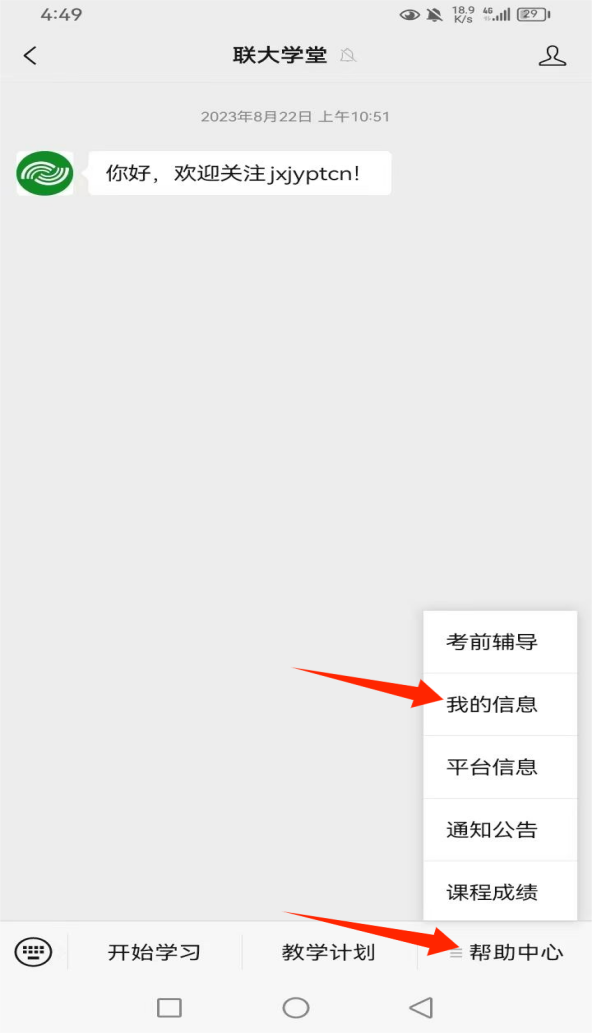 4:49
18.9 K/s 4G 29
联大学堂
2023年8月22日 上午10:51
你好，欢迎关注jxjyptcn!
考前辅导
我的信息
平台信息
通知公告
课程成绩
开始学习 教学计划 帮助中心